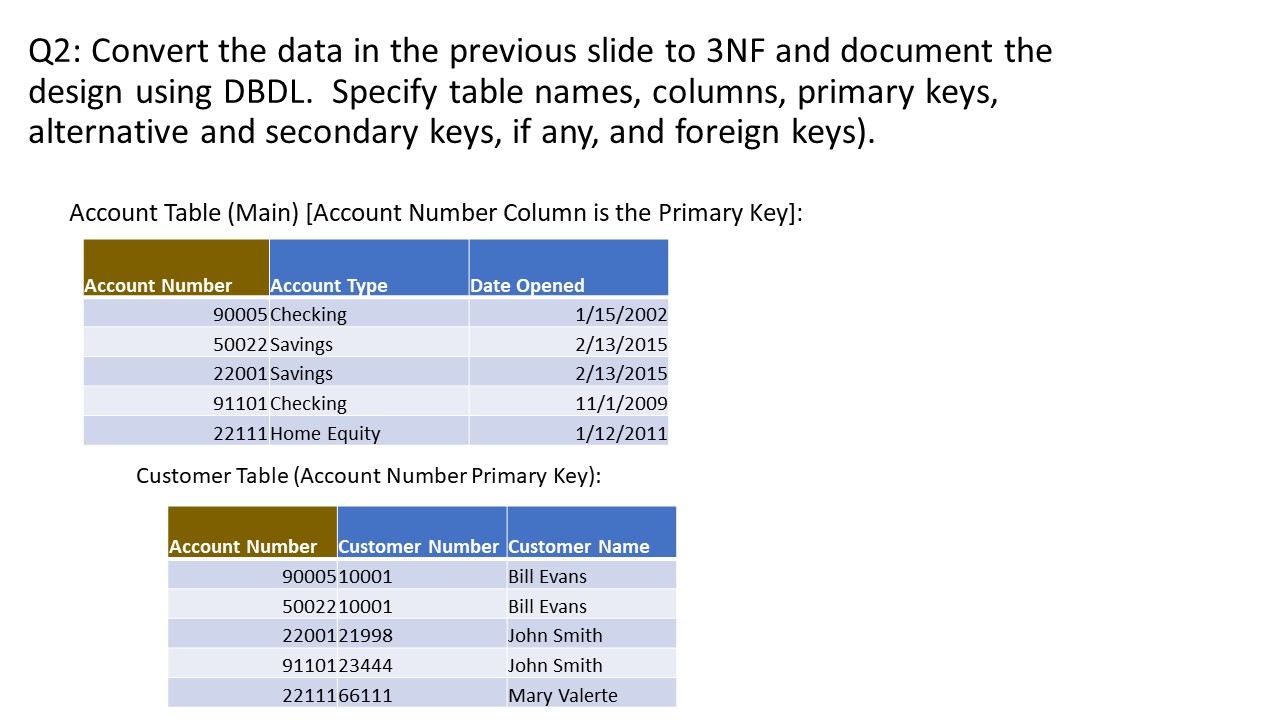 Q2: Convert the data in the previous slide to 3NF and document the
design using DBDL. Specify table names, columns, primary keys,
alternative and secondary keys, if any, and foreign keys).
Account Table (Main) [Account Number Column is the Primary Key]:
Account Number Account Type Date Opened
90005 Checking 1/15/2002
50022 Savings 2/13/2015
22001 Savings 2/13/2015
91101 Checking 11/1/2009
22111 Home Equity 1/12/2011
Customer Table (Account Number Primary Key):
Account Number Customer Number Customer Name
90005 10001 Bill Evans
50022 10001 Bill Evans
22001 21998 John Smith
91101 23444 John Smith
22111 66111 Mary Valerte